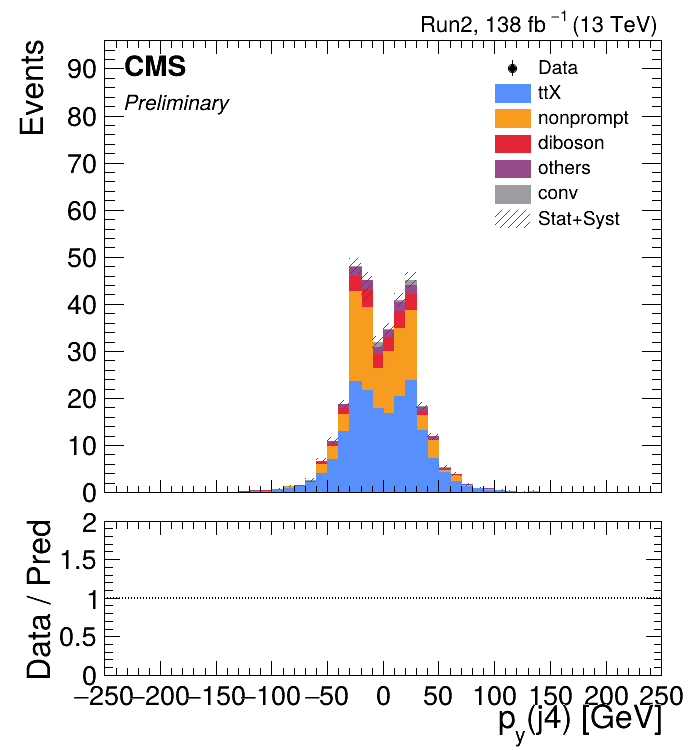 Run2, 138 fb⁻¹ (13 TeV)
Events
CMS
Preliminary
Data
ttX
nonprompt
diboson
others
conv
Stat+Syst
90
80
70
60
50
40
30
20
10
0
Data / Pred
2
1.5
1
0.5
0
−250 −200 −150 −100 −50 0 50 100 150 200 250
p_y(j4) [GeV]